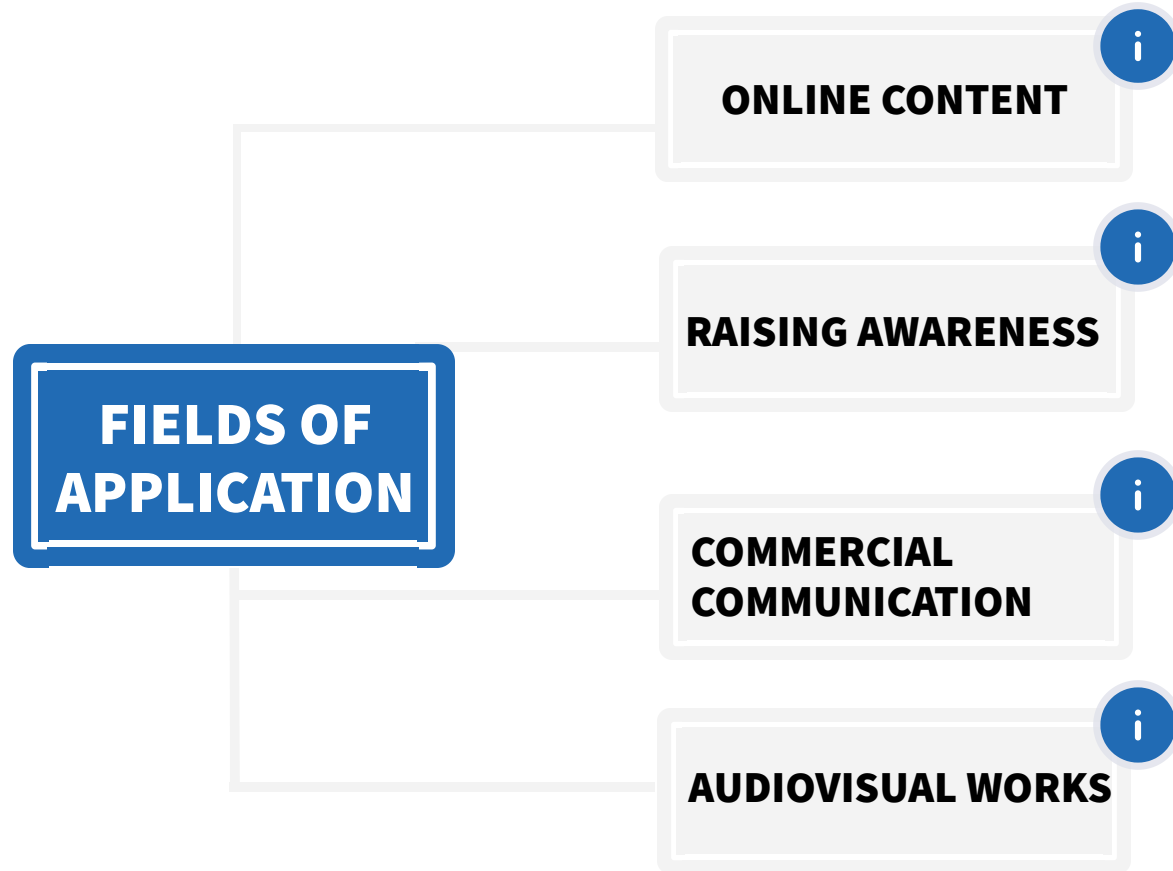 ONLINE CONTENT
RAISING AWARENESS
FIELDS OF
APPLICATION
COMMERCIAL
COMMUNICATION
AUDIOVISUAL WORKS